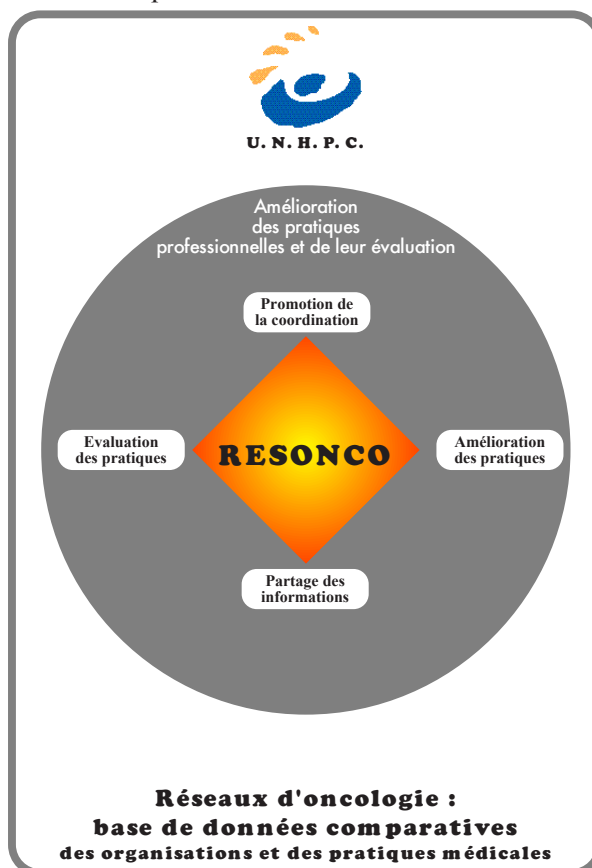 U. N. H. P. C.
Amélioration
des pratiques
professionnelles et de leur évaluation
Promotion de
la coordination
Evaluation
des pratiques
RESONCO
Amélioration
des pratiques
Partage des
informations
Réseaux d'oncologie :
base de données comparatives
des organisations et des pratiques médicales